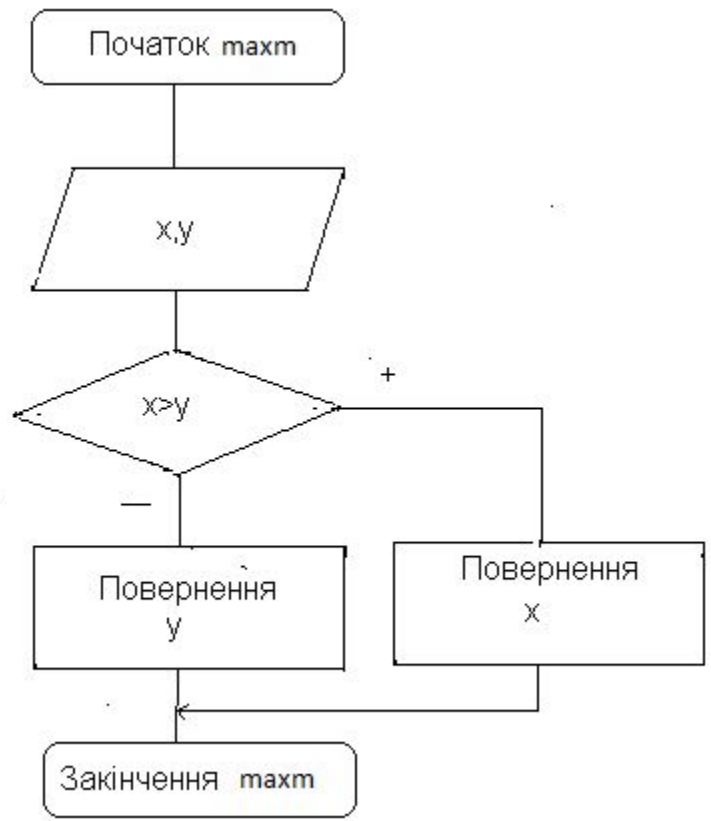 Початок maxm
x,y
x>y
+
—
Повернення
y
Повернення
x
Закінчення maxm